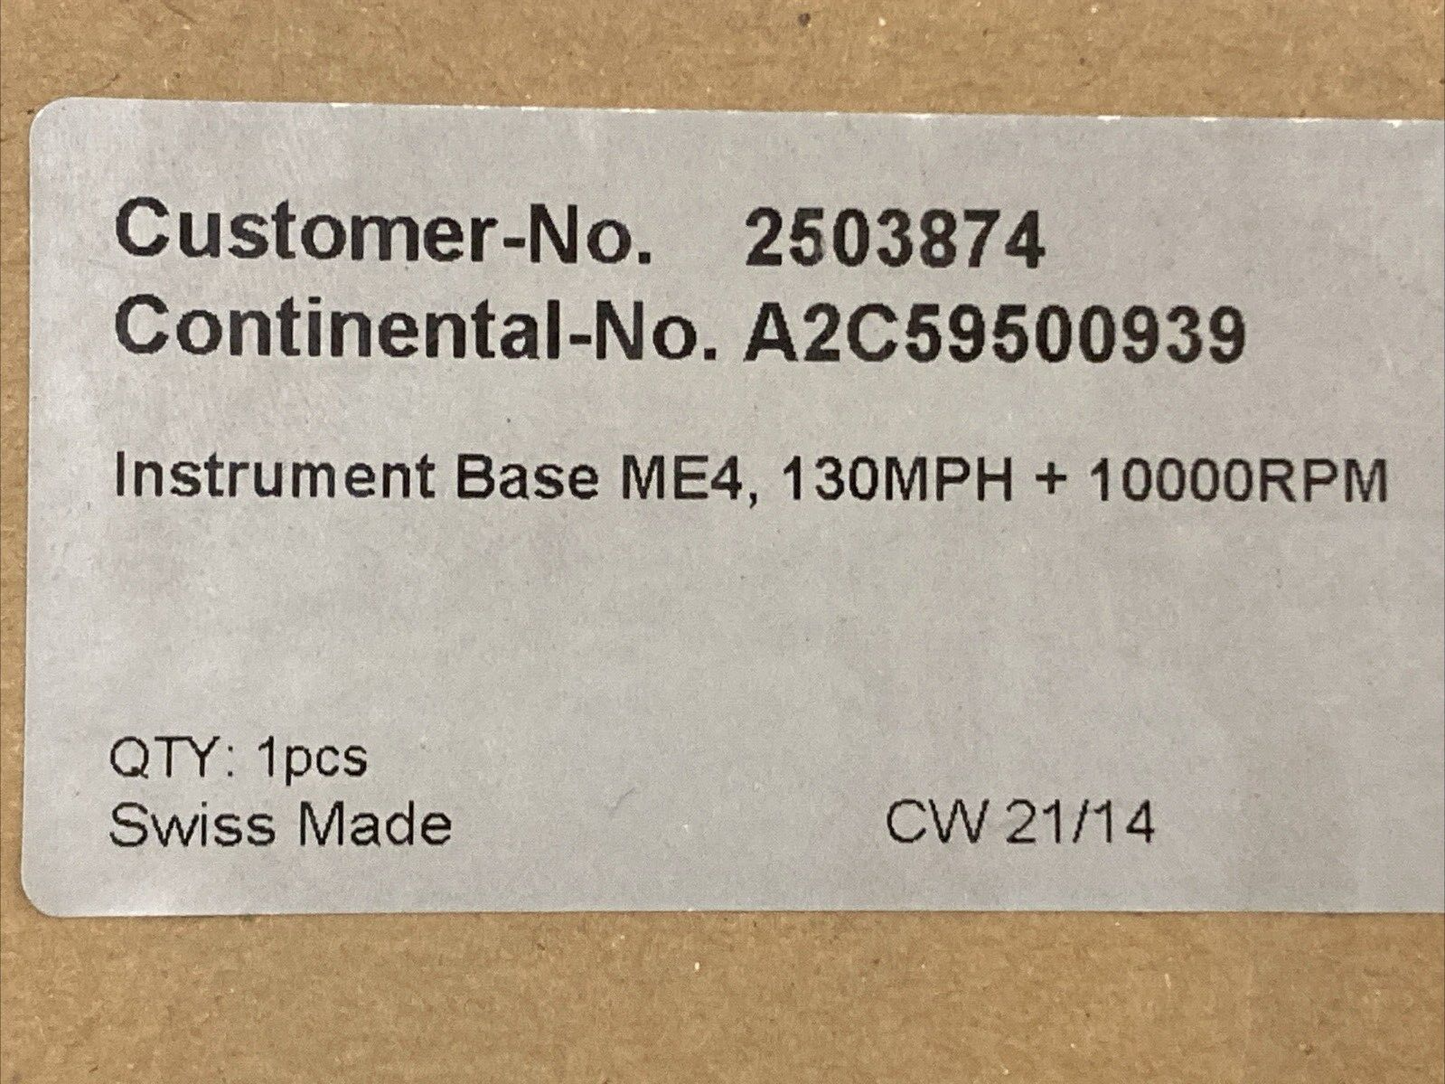 Customer-No. 2503874
Continental-No. A2C59500939
Instrument Base ME4, 130MPH + 10000RPM
QTY: 1pcs
Swiss Made CW 21/14